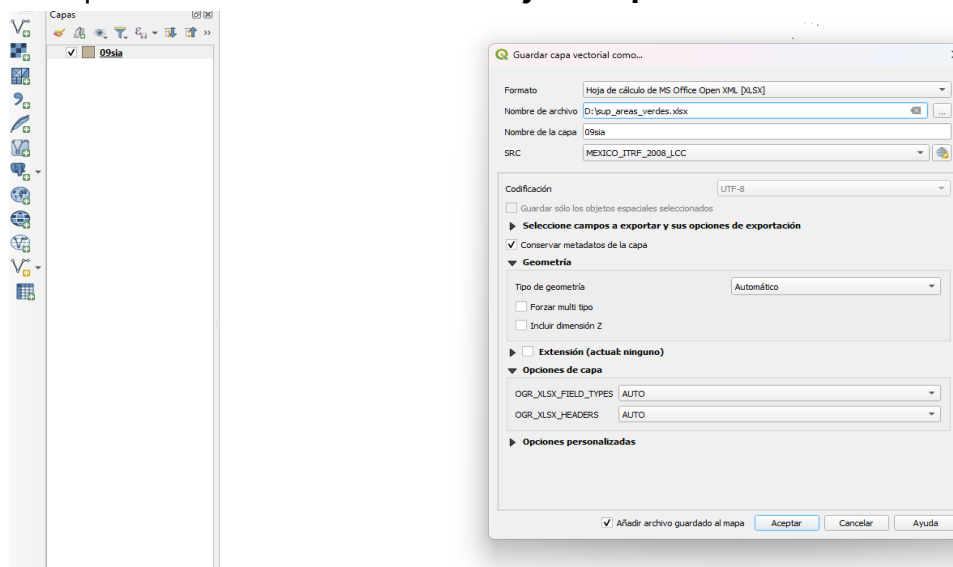 Capas
09sia
Guardar capa vectorial como...
Formato
Hoja de cálculo de MS Office Open XML [XLSX]
Nombre de archivo
D:\sup_areas_verdes.xlsx
...
Nombre de la capa
09sia
SRC
MEXICO_ITRF_2008_LCC
Codificación
UTF-8
Guardar sólo los objetos espaciales seleccionados
Seleccione campos a exportar y sus opciones de exportación
Conservar metadatos de la capa
Geometría
Tipo de geometría
Automático
Forzar multi tipo
Incluir dimensión Z
Extensión (actual: ninguno)
Opciones de capa
OGR_XLSX_FIELD_TYPES
AUTO
OGR_XLSX_HEADERS
AUTO
Opciones personalizadas
Añadir archivo guardado al mapa
Aceptar
Cancelar
Ayuda